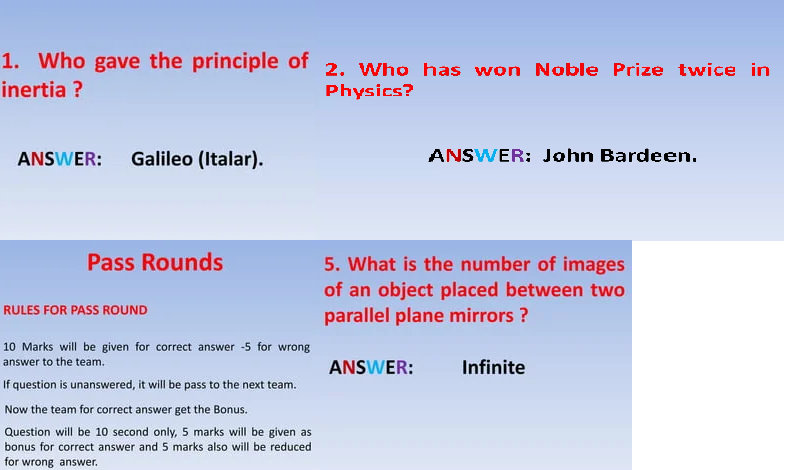 1. Who gave the principle of
inertia ?
ANSWER: Galileo (Italar).
2. Who has won Noble Prize twice in
Physics?
ANSWER: John Bardeen.
Pass Rounds
RULES FOR PASS ROUND
10 Marks will be given for correct answer -5 for wrong
answer to the team.
If question is unanswered, it will be pass to the next team.
Now the team for correct answer get the Bonus.
Question will be 10 second only, 5 marks will be given as
bonus for correct answer and 5 marks also will be reduced
for wrong answer.
5. What is the number of images
of an object placed between two
parallel plane mirrors ?
ANSWER: Infinite